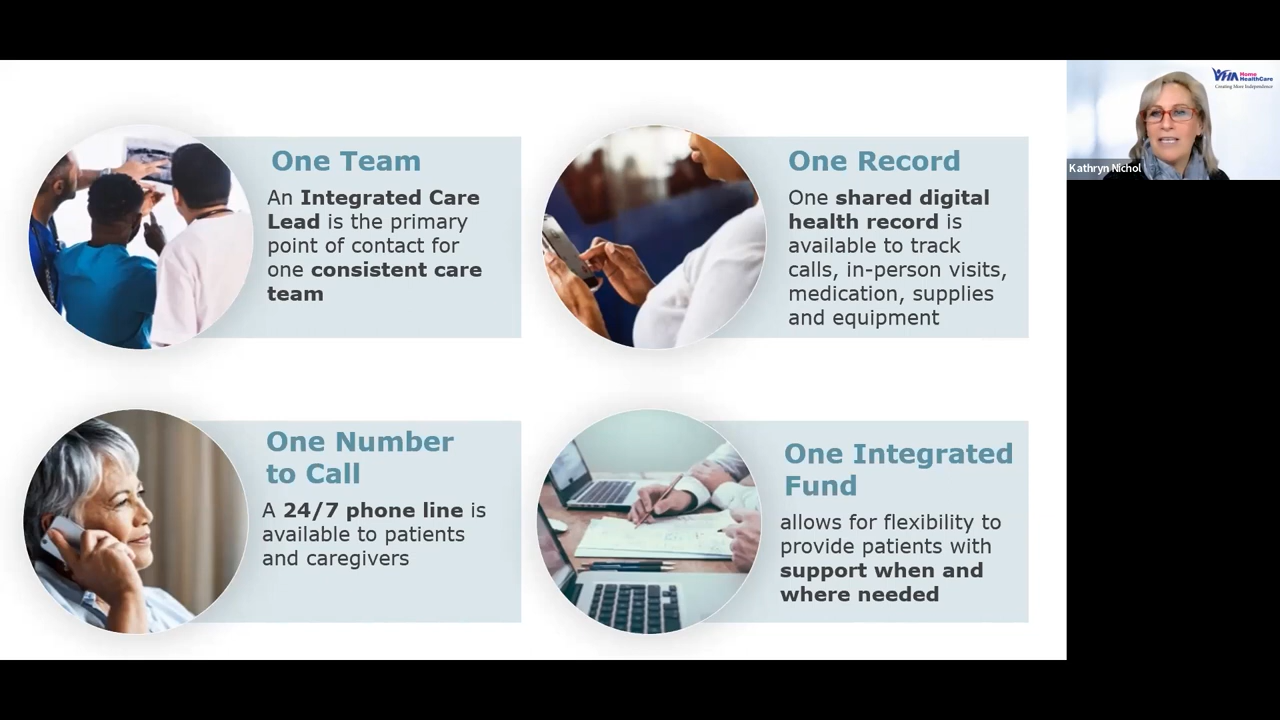 One Team
An Integrated Care
Lead is the primary
point of contact for
one consistent care
team
One Record
One shared digital
health record is
available to track
calls, in-person visits,
medication, supplies
and equipment
One Number
to Call
A 24/7 phone line is
available to patients
and caregivers
One Integrated
Fund
allows for flexibility to
provide patients with
support when and
where needed
VHA Home
HealthCare
Creating More Independence
Kathryn Nichol